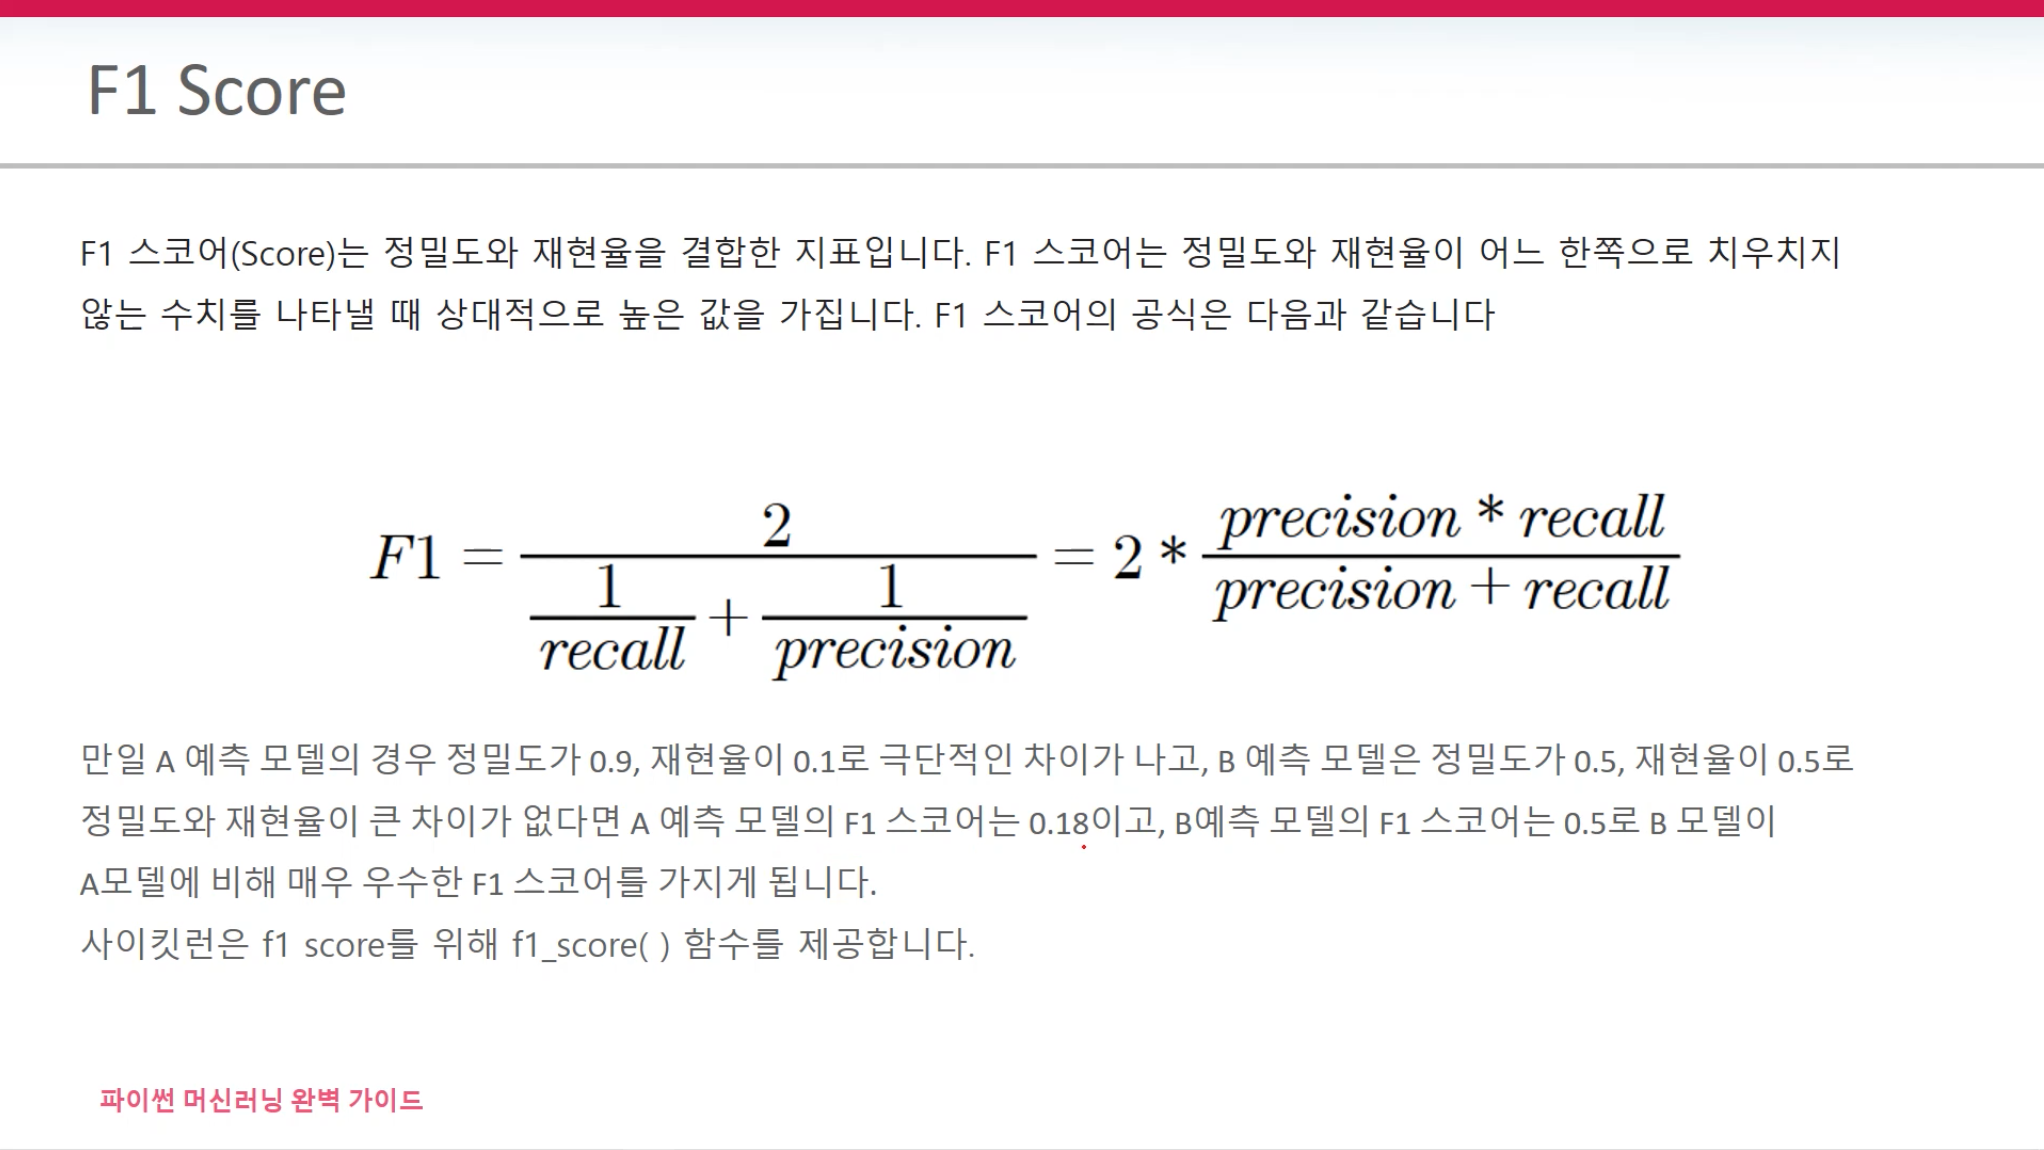 F1 Score
F1 스코어(Score)는 정밀도와 재현율을 결합한 지표입니다. F1 스코어는 정밀도와 재현율이 어느 한쪽으로 치우치지
않는 수치를 나타낼 때 상대적으로 높은 값을 가집니다. F1 스코어의 공식은 다음과 같습니다
F1 = 2 / (1/recall + 1/precision) = 2 * (precision * recall) / (precision + recall)
만일 A 예측 모델의 경우 정밀도가 0.9, 재현율이 0.1로 극단적인 차이가 나고, B 예측 모델은 정밀도가 0.5, 재현율이 0.5로
정밀도와 재현율이 큰 차이가 없다면 A 예측 모델의 F1 스코어는 0.18이고, B예측 모델의 F1 스코어는 0.5로 B 모델이
A모델에 비해 매우 우수한 F1 스코어를 가지게 됩니다.
사이킷런은 f1 score를 위해 f1_score( ) 함수를 제공합니다.
파이썬 머신러닝 완벽 가이드